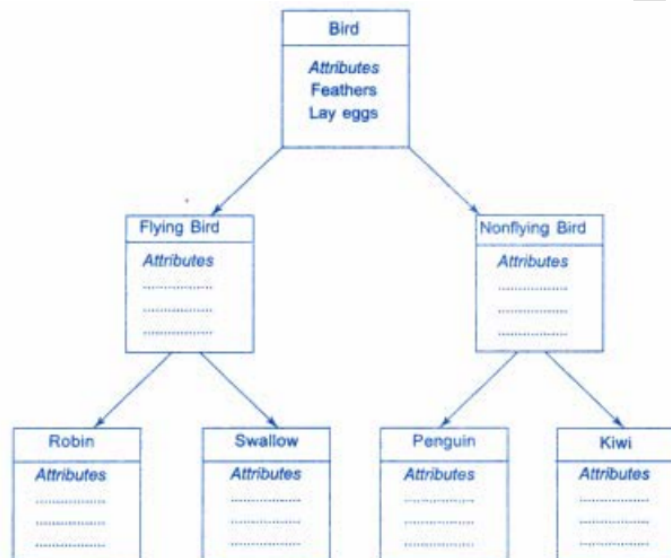 Bird
Attributes
Feathers
Lay eggs
Flying Bird
Attributes
..............
..............
..............
Nonflying Bird
Attributes
..............
..............
..............
Robin
Attributes
..............
..............
..............
Swallow
Attributes
..............
..............
..............
Penguin
Attributes
..............
..............
..............
Kiwi
Attributes
..............
..............
..............